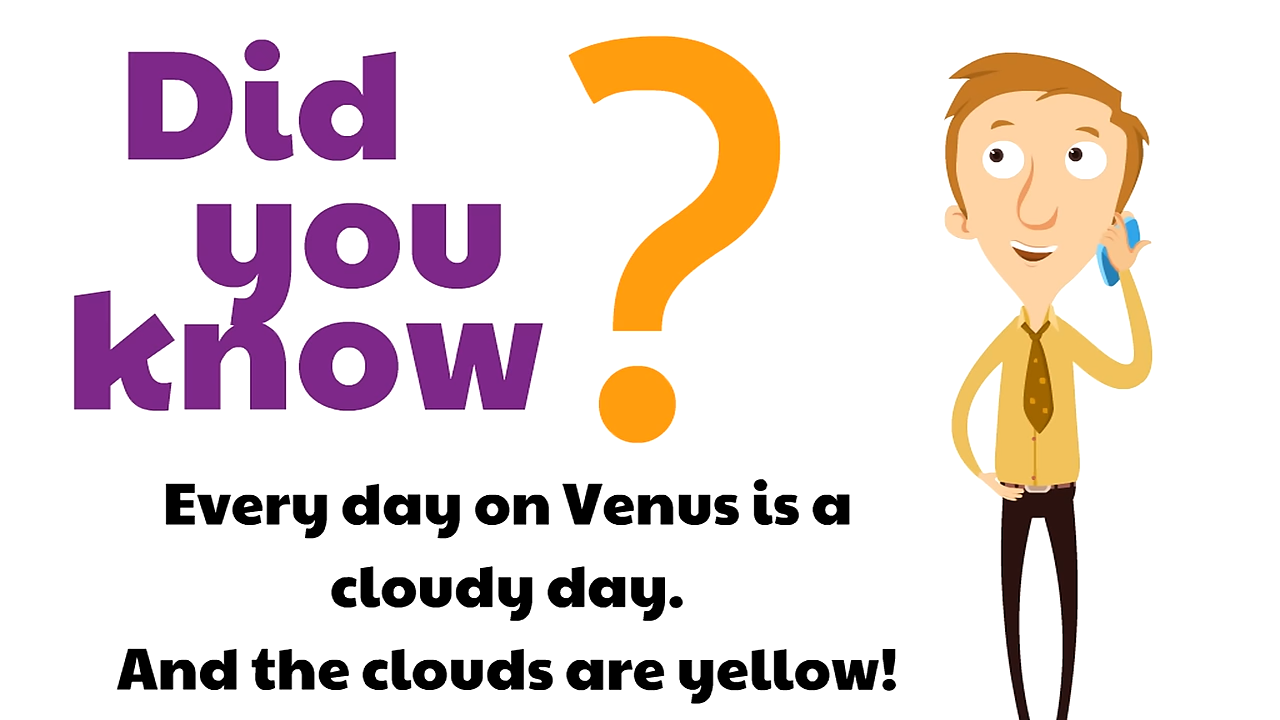 Did
you
know
?
Every day on Venus is a
cloudy day.
And the clouds are yellow!